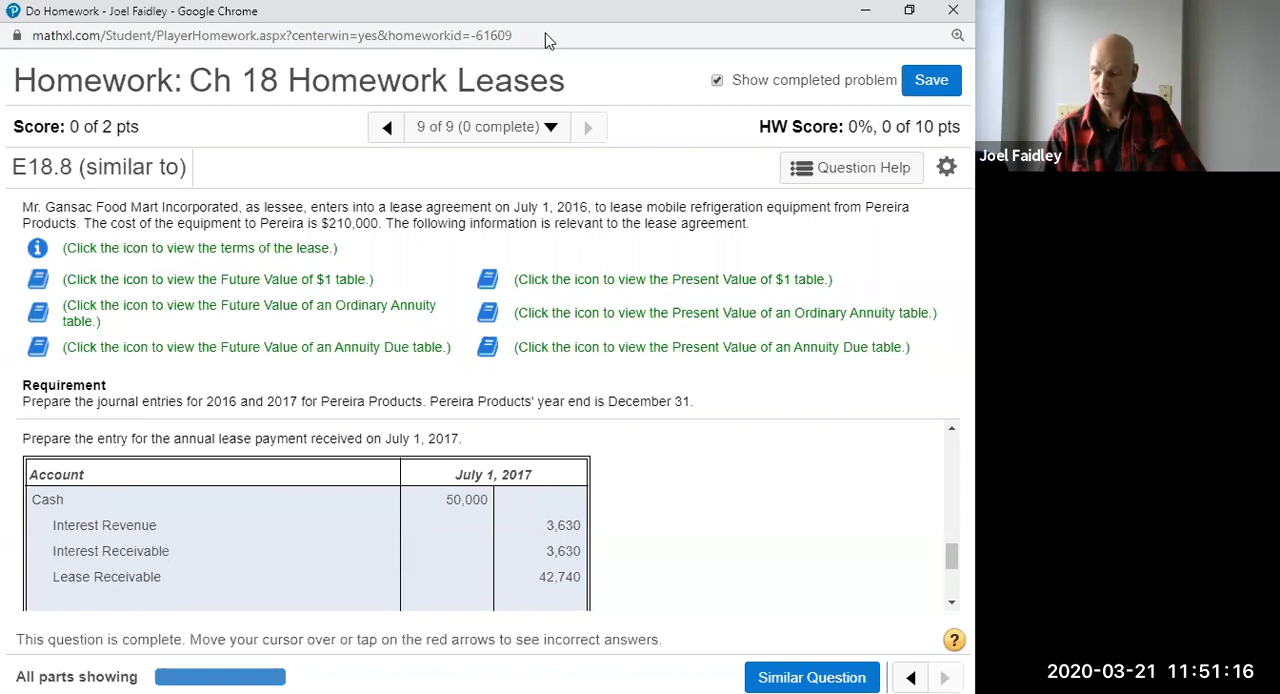 Do Homework - Joel Faidley - Google Chrome
mathxl.com/Student/PlayerHomework.aspx?centerwin=yes&homeworkid=-61609
Homework: Ch 18 Homework Leases
Show completed problem
Save
Score: 0 of 2 pts
9 of 9 (0 complete)
HW Score: 0%, 0 of 10 pts
E18.8 (similar to)
Question Help
Joel Faidley
Mr. Gansac Food Mart Incorporated, as lessee, enters into a lease agreement on July 1, 2016, to lease mobile refrigeration equipment from Pereira
Products. The cost of the equipment to Pereira is $210,000. The following information is relevant to the lease agreement.
(Click the icon to view the terms of the lease.)
(Click the icon to view the Future Value of $1 table.)
(Click the icon to view the Present Value of $1 table.)
(Click the icon to view the Future Value of an Ordinary Annuity
table.)
(Click the icon to view the Present Value of an Ordinary Annuity table.)
(Click the icon to view the Future Value of an Annuity Due table.)
(Click the icon to view the Present Value of an Annuity Due table.)
Requirement
Prepare the journal entries for 2016 and 2017 for Pereira Products. Pereira Products' year end is December 31.
Prepare the entry for the annual lease payment received on July 1, 2017.
Account July 1, 2017
Cash 50,000
Interest Revenue 3,630
Interest Receivable 3,630
Lease Receivable 42,740
This question is complete. Move your cursor over or tap on the red arrows to see incorrect answers.
?
All parts showing
Similar Question
2020-03-21 11:51:16